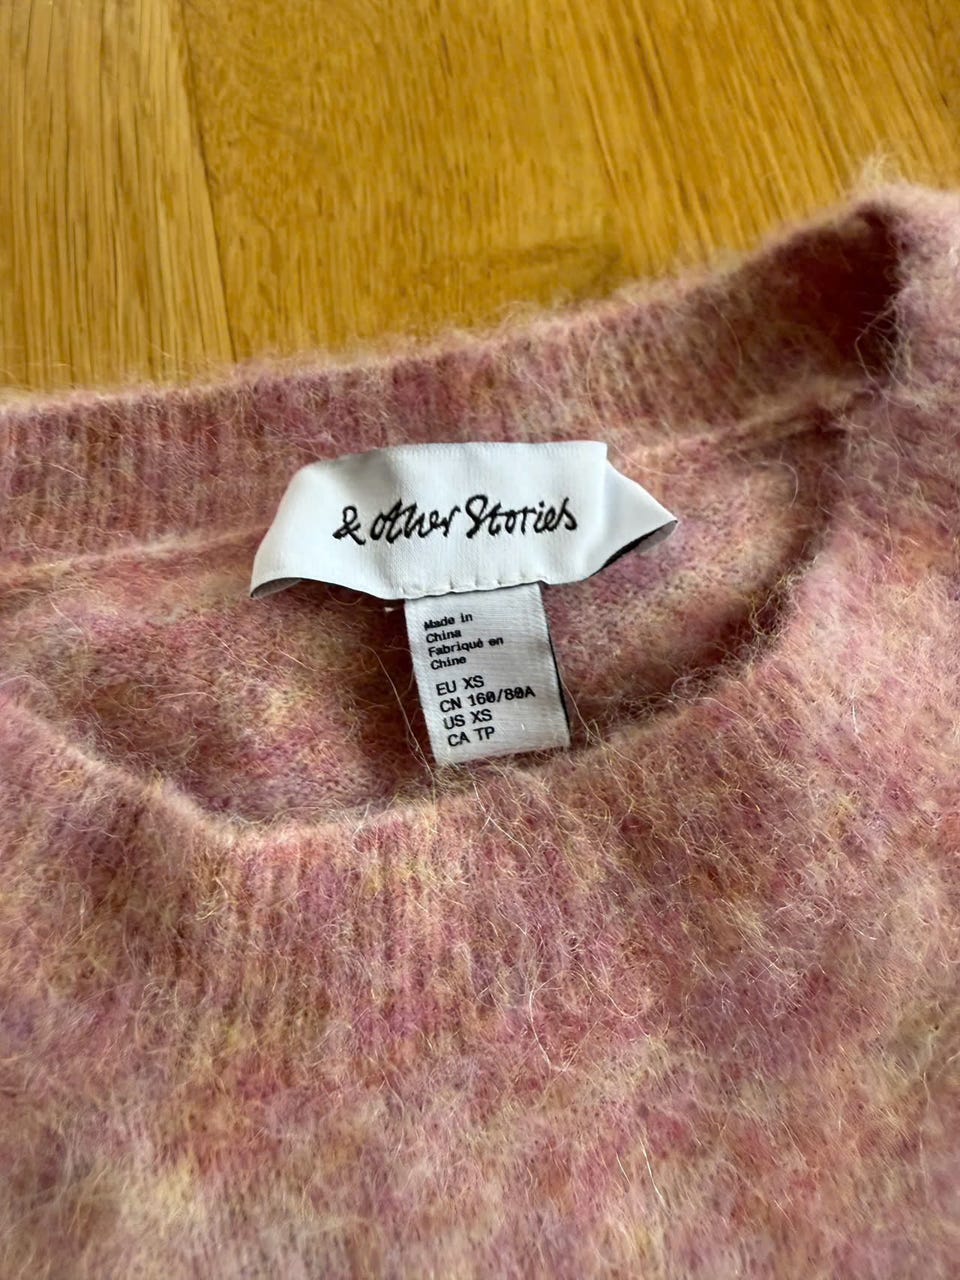 & other Stories
Made in
China
Fabriqué en
Chine
EU XS
CN 160/80A
US XS
CA TP